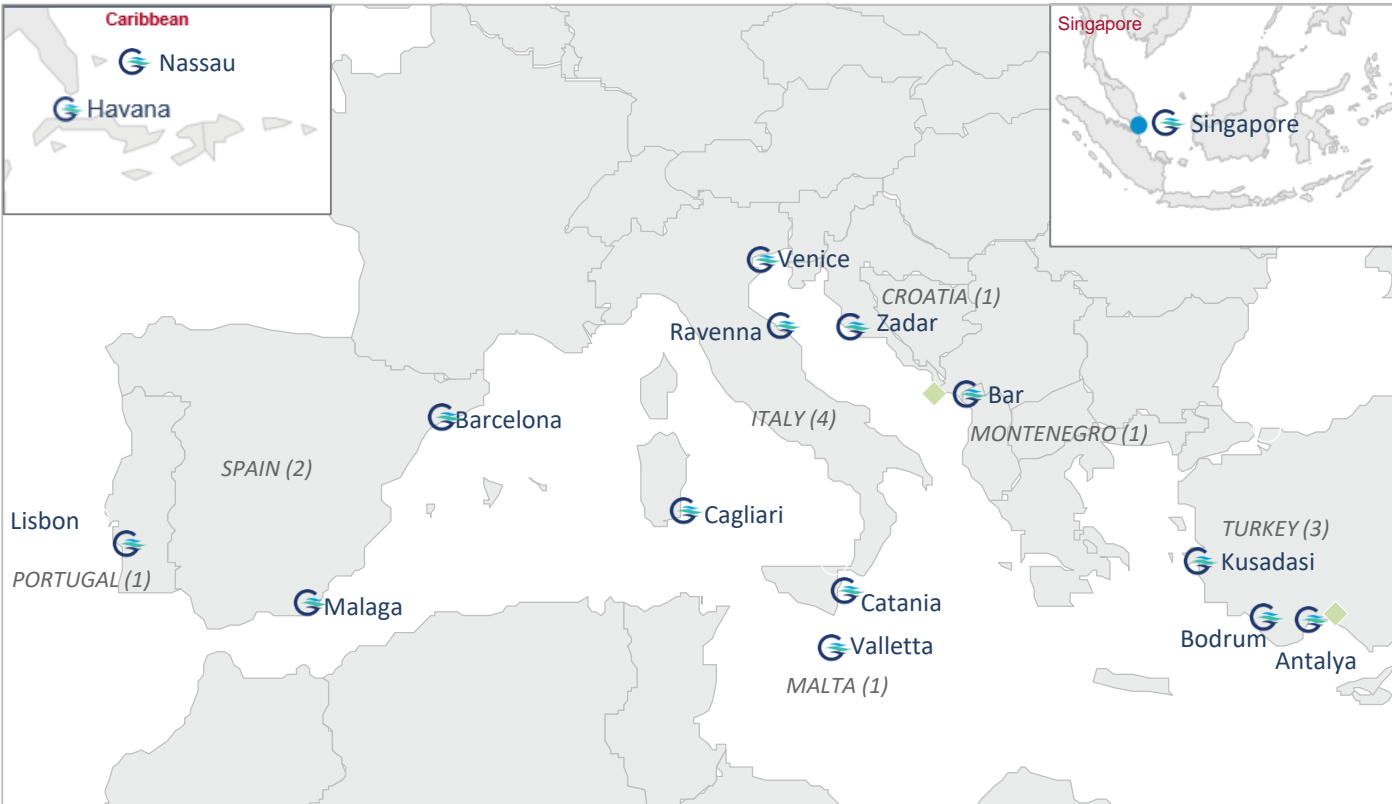 Caribbean
Nassau
Havana
Singapore
Singapore
Venice
CROATIA (1)
Ravenna
Zadar
Bar
Barcelona
ITALY (4)
MONTENEGRO (1)
SPAIN (2)
Lisbon
Cagliari
TURKEY (3)
PORTUGAL (1)
Kusadasi
Malaga
Catania
Bodrum
Valletta
Antalya
MALTA (1)